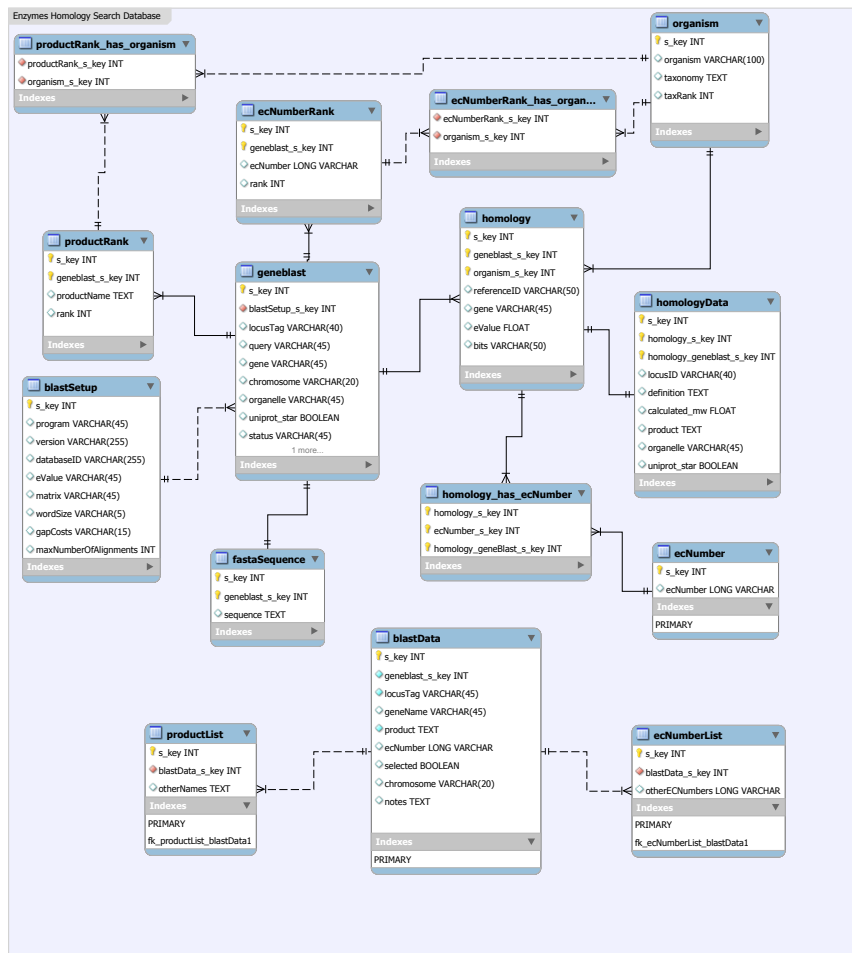 Enzymes Homology Search Database
productRank_has_organism
productRank_s_key INT
organism_s_key INT
Indexes
organism
s_key INT
organism VARCHAR(100)
taxonomy TEXT
taxRank INT
Indexes
ecNumberRank
s_key INT
geneblast_s_key INT
ecNumber LONG VARCHAR
rank INT
Indexes
ecNumberRank_has_organ...
ecNumberRank_s_key INT
organism_s_key INT
Indexes
productRank
s_key INT
geneblast_s_key INT
productName TEXT
rank INT
Indexes
geneblast
s_key INT
blastSetup_s_key INT
locusTag VARCHAR(40)
query VARCHAR(45)
gene VARCHAR(45)
chromosome VARCHAR(20)
organelle VARCHAR(45)
uniprot_star BOOLEAN
status VARCHAR(45)
1 more...
Indexes
homology
s_key INT
geneblast_s_key INT
organism_s_key INT
referenceID VARCHAR(50)
gene VARCHAR(45)
eValue FLOAT
bits VARCHAR(50)
Indexes
homologyData
s_key INT
homology_s_key INT
homology_geneblast_s_key INT
locusID VARCHAR(40)
definition TEXT
calculated_mw FLOAT
product TEXT
organelle VARCHAR(45)
uniprot_star BOOLEAN
Indexes
blastSetup
s_key INT
program VARCHAR(45)
version VARCHAR(255)
databaseID VARCHAR(255)
eValue VARCHAR(45)
matrix VARCHAR(45)
wordSize VARCHAR(5)
gapCosts VARCHAR(15)
maxNumberOfAlignments INT
Indexes
homology_has_ecNumber
homology_s_key INT
ecNumber_s_key INT
homology_geneBlast_s_key INT
Indexes
fastaSequence
s_key INT
geneblast_s_key INT
sequence TEXT
Indexes
ecNumber
s_key INT
ecNumber LONG VARCHAR
Indexes
PRIMARY
blastData
s_key INT
geneblast_s_key INT
locusTag VARCHAR(45)
geneName VARCHAR(45)
product TEXT
ecNumber LONG VARCHAR
selected BOOLEAN
chromosome VARCHAR(20)
notes TEXT
Indexes
PRIMARY
productList
s_key INT
blastData_s_key INT
otherNames TEXT
Indexes
PRIMARY
fk_productList_blastData1
ecNumberList
s_key INT
blastData_s_key INT
otherECNumbers LONG VARCHAR
Indexes
PRIMARY
fk_ecNumberList_blastData1